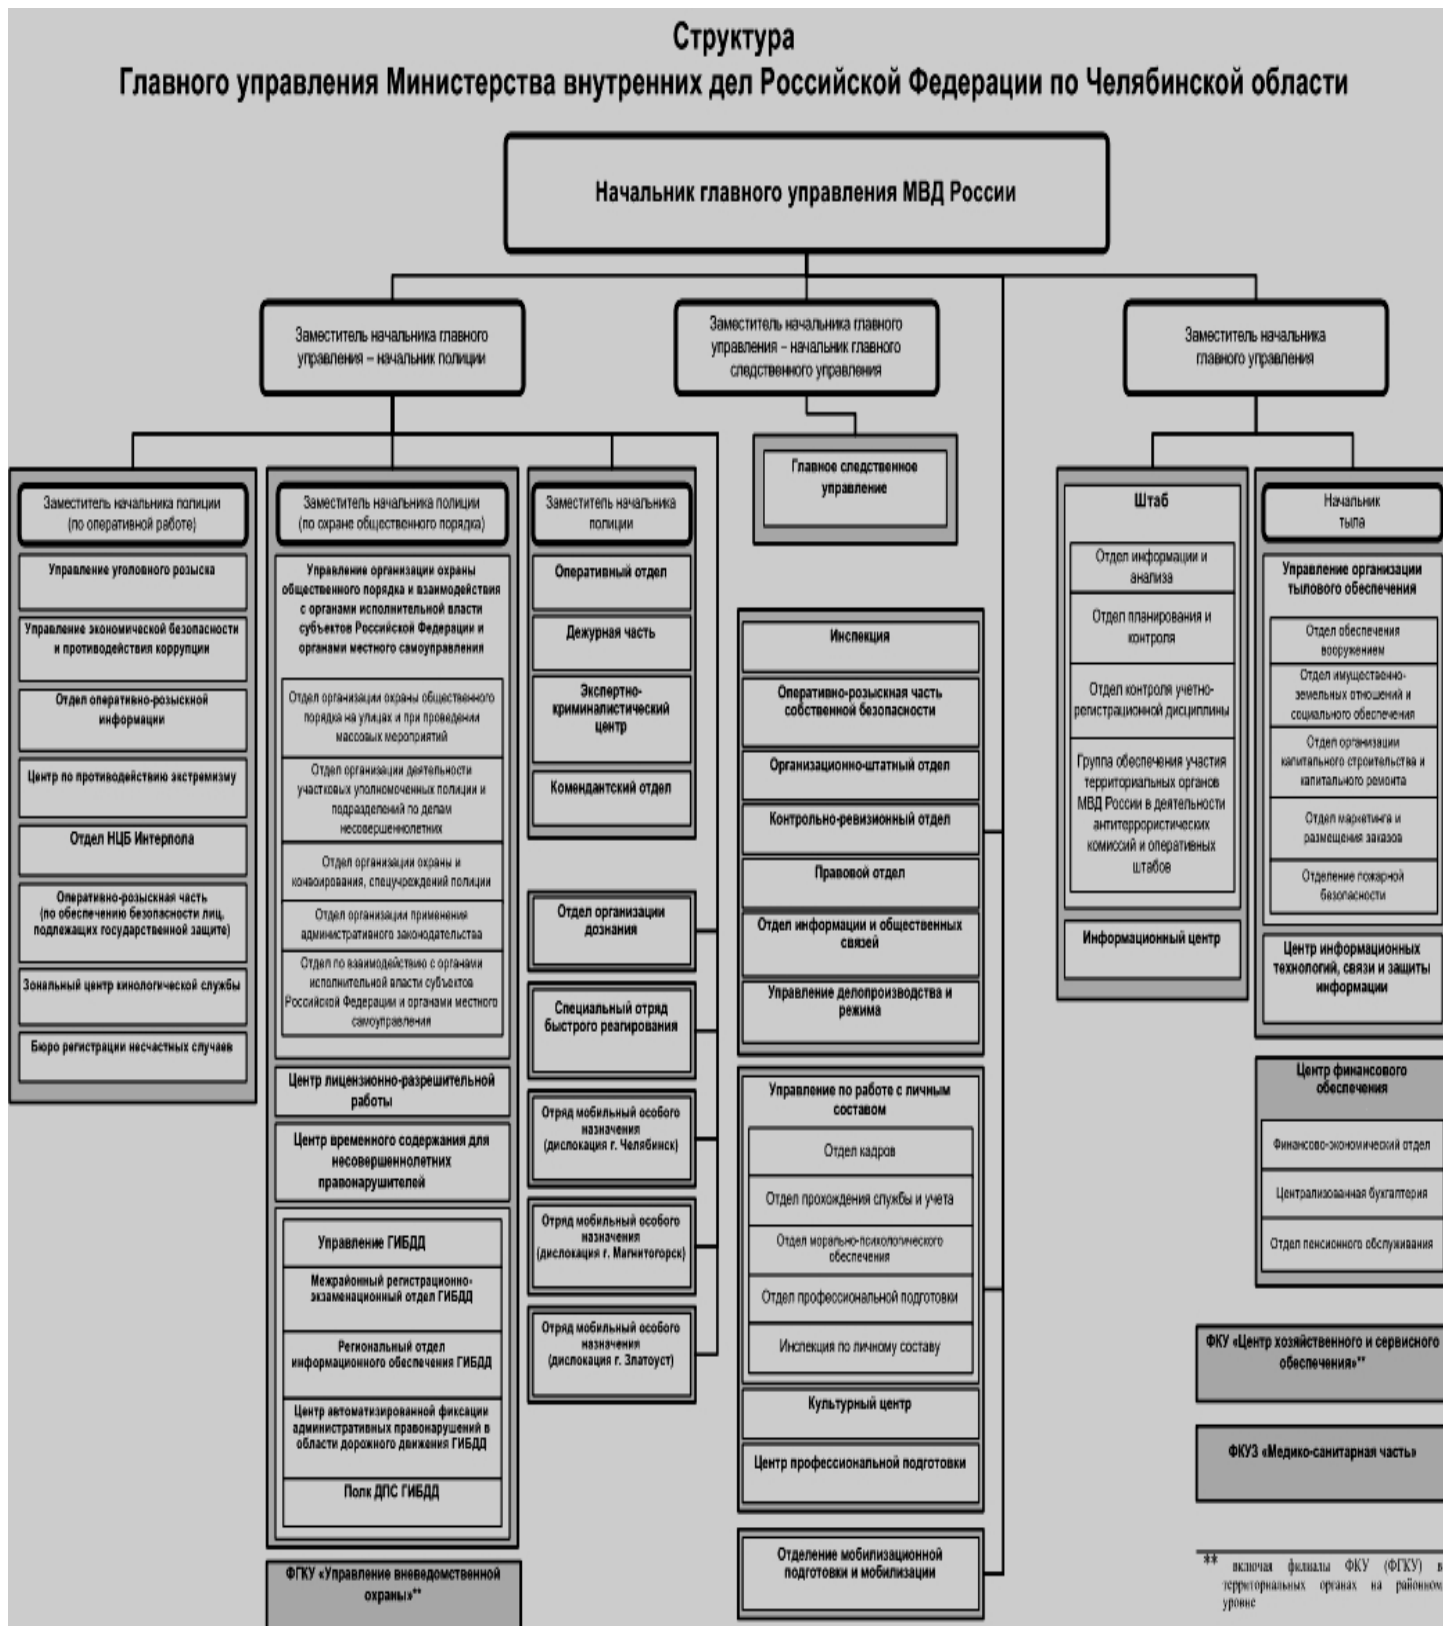 Структура
Главного управления Министерства внутренних дел Российской Федерации по Челябинской области
Начальник главного управления МВД России
Заместитель начальника главного
управления – начальник полиции
Заместитель начальника главного
управления – начальник главного
следственного управления
Заместитель начальника
главного управления
Заместитель начальника полиции
(по оперативной работе)
Управление уголовного розыска
Управление экономической безопасности
и противодействия коррупции
Отдел оперативно-розыскной
информации
Центр по противодействию экстремизму
Отдел НЦБ Интерпола
Оперативно-розыскная часть
(по обеспечению безопасности лиц,
подлежащих государственной защите)
Зональный центр кинологической службы
Бюро регистрации несчастных случаев
Заместитель начальника полиции
(по охране общественного порядка)
Управление организации охраны
общественного порядка и взаимодействия
с органами исполнительной власти
субъектов Российской Федерации и
органами местного самоуправления
Отдел организации охраны общественного
порядка на улицах и при проведении
массовых мероприятий
Отдел организации деятельности
участковых уполномоченных полиции и
подразделений по делам
несовершеннолетних
Отдел организации охраны и
конвоирования, спецучреждений полиции
Отдел организации применения
административного законодательства
Отдел по взаимодействию с органами
исполнительной власти субъектов
Российской Федерации и органами местного
самоуправления
Центр лицензионно-разрешительной
работы
Центр временного содержания для
несовершеннолетних
правонарушителей
Управление ГИБДД
Межрайонный регистрационно-
экзаменационный отдел ГИБДД
Региональный отдел
информационного обеспечения ГИБДД
Центр автоматизированной фиксации
административных правонарушений в
области дорожного движения ГИБДД
Полк ДПС ГИБДД
ФГКУ «Управление вневедомственной
охраны»**
Заместитель начальника
полиции
Оперативный отдел
Дежурная часть
Экспертно-
криминалистический
центр
Комендантский отдел
Отдел организации
дознания
Специальный отряд
быстрого реагирования
Отряд мобильный особого
назначения
(дислокация г. Челябинск)
Отряд мобильный особого
назначения
(дислокация г. Магнитогорск)
Отряд мобильный особого
назначения
(дислокация г. Златоуст)
Главное следственное
управление
Инспекция
Оперативно-розыскная часть
собственной безопасности
Организационно-штатный отдел
Контрольно-ревизионный отдел
Правовой отдел
Отдел информации и общественных
связей
Управление делопроизводства и
режима
Управление по работе с личным
составом
Отдел кадров
Отдел прохождения службы и учета
Отдел морально-психологического
обеспечения
Отдел профессиональной подготовки
Инспекция по личному составу
Культурный центр
Центр профессиональной подготовки
Отделение мобилизационной
подготовки и мобилизации
Штаб
Отдел информации и
анализа
Отдел планирования и
контроля
Отдел контроля учетно-
регистрационной дисциплины
Группа обеспечения участия
территориальных органов
МВД России в деятельности
антитеррористических
комиссий и оперативных
штабов
Информационный центр
Начальник
тыла
Управление организации
тылового обеспечения
Отдел обеспечения
вооружением
Отдел имущественно-
земельных отношений и
социального обеспечения
Отдел организации
капитального строительства и
капитального ремонта
Отдел маркетинга и
размещения заказов
Отделение пожарной
безопасности
Центр информационных
технологий, связи и защиты
информации
Центр финансового
обеспечения
Финансово-экономический отдел
Централизованная бухгалтерия
Отдел пенсионного обслуживания
ФКУ «Центр хозяйственного и сервисного
обеспечения»**
ФКУЗ «Медико-санитарная часть»
** включая филиалы ФКУ (ФГКУ) в
территориальных органах на районном
уровне